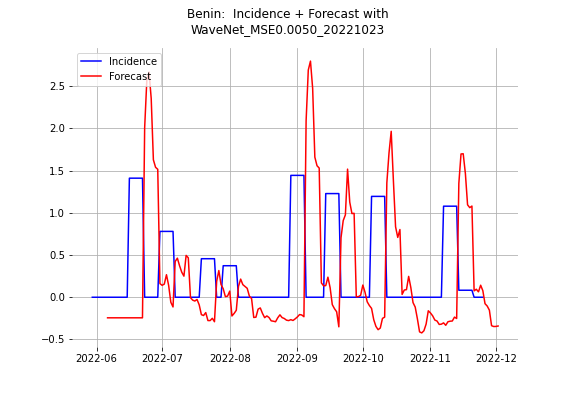 Benin:  Incidence + Forecast with
WaveNet_MSE0.0050_20221023
Incidence
Forecast
2.5
2.0
1.5
1.0
0.5
0.0
−0.5
2022-06 2022-07 2022-08 2022-09 2022-10 2022-11 2022-12